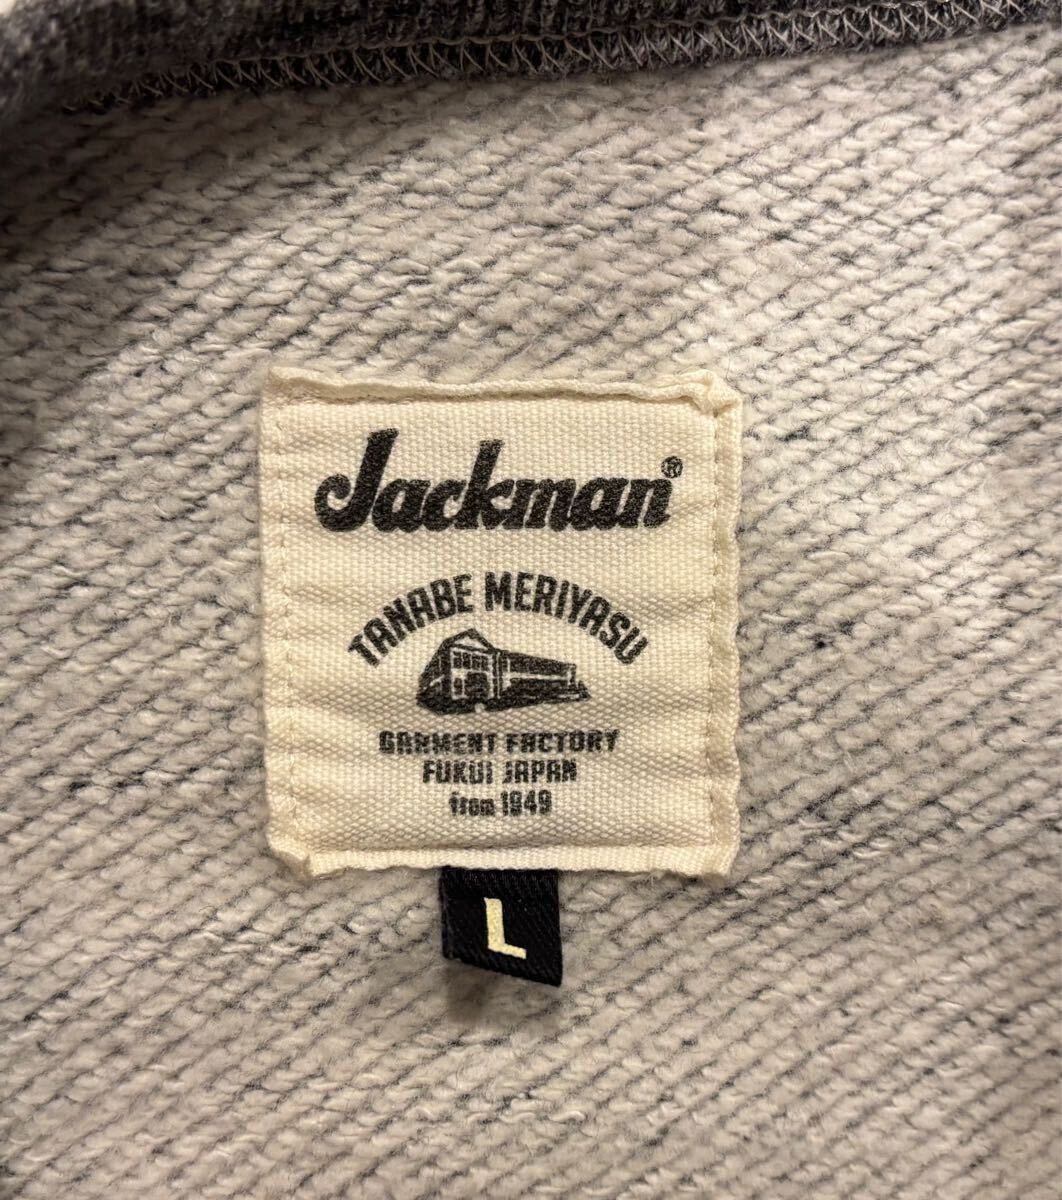 Jackman®
TANABE MERIYASU
GARMENT FACTORY
FUKUI JAPAN
from 1949
L